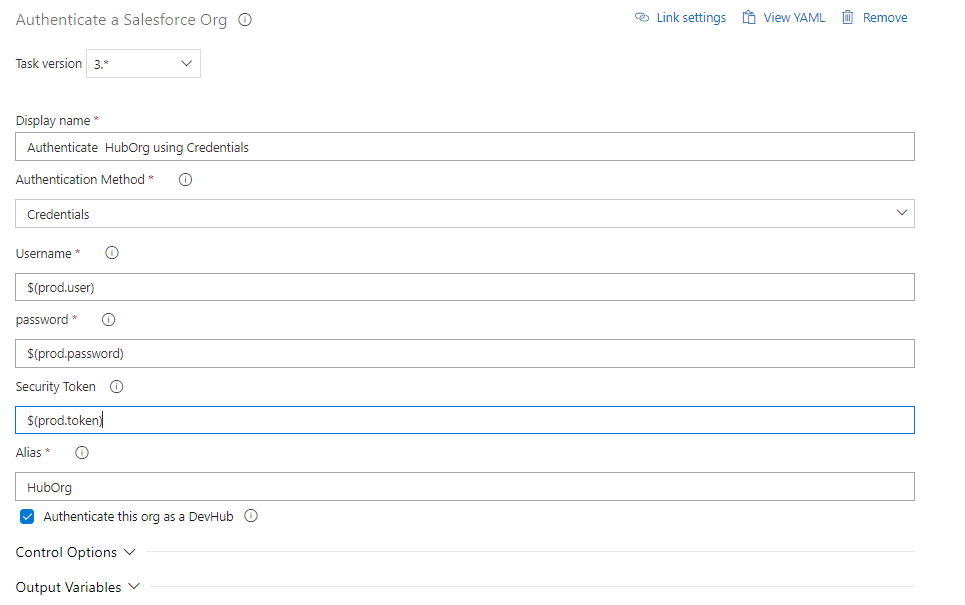 Authenticate a Salesforce Org
Link settings View YAML Remove
Task version 3.*
Display name *
Authenticate  HubOrg using Credentials
Authentication Method *
Credentials
Username *
$(prod.user)
password *
$(prod.password)
Security Token
$(prod.token)
Alias *
HubOrg
Authenticate this org as a DevHub
Control Options
Output Variables